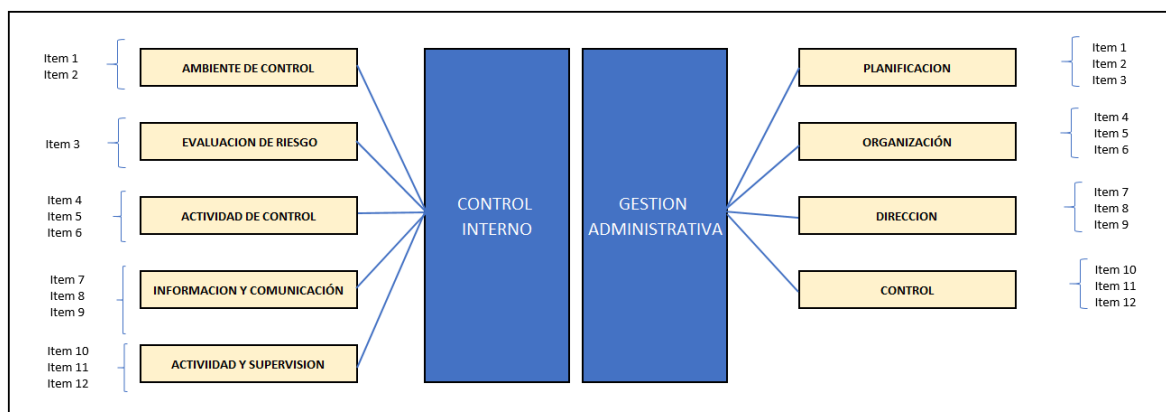 Item 1
Item 2
AMBIENTE DE CONTROL
Item 3
EVALUACION DE RIESGO
Item 4
Item 5
Item 6
ACTIVIDAD DE CONTROL
Item 7
Item 8
Item 9
INFORMACION Y COMUNICACIÓN
Item 10
Item 11
Item 12
ACTIVIIDAD Y SUPERVISION
CONTROL
INTERNO
GESTION
ADMINISTRATIVA
PLANIFICACION
Item 1
Item 2
Item 3
ORGANIZACIÓN
Item 4
Item 5
Item 6
DIRECCION
Item 7
Item 8
Item 9
CONTROL
Item 10
Item 11
Item 12